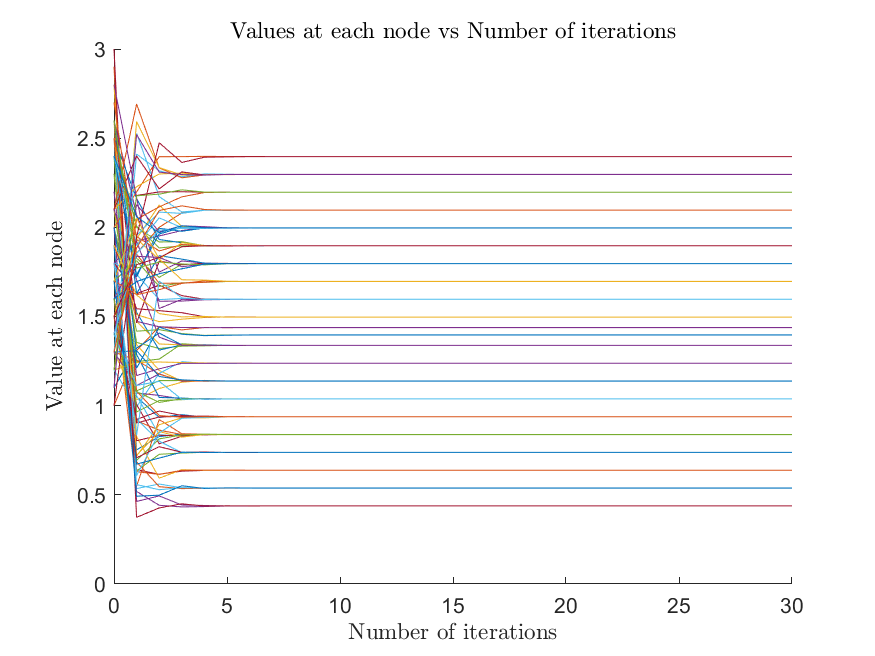 Values at each node vs Number of iterations
Value at each node
3
2.5
2
1.5
1
0.5
0
0 5 10 15 20 25 30
Number of iterations